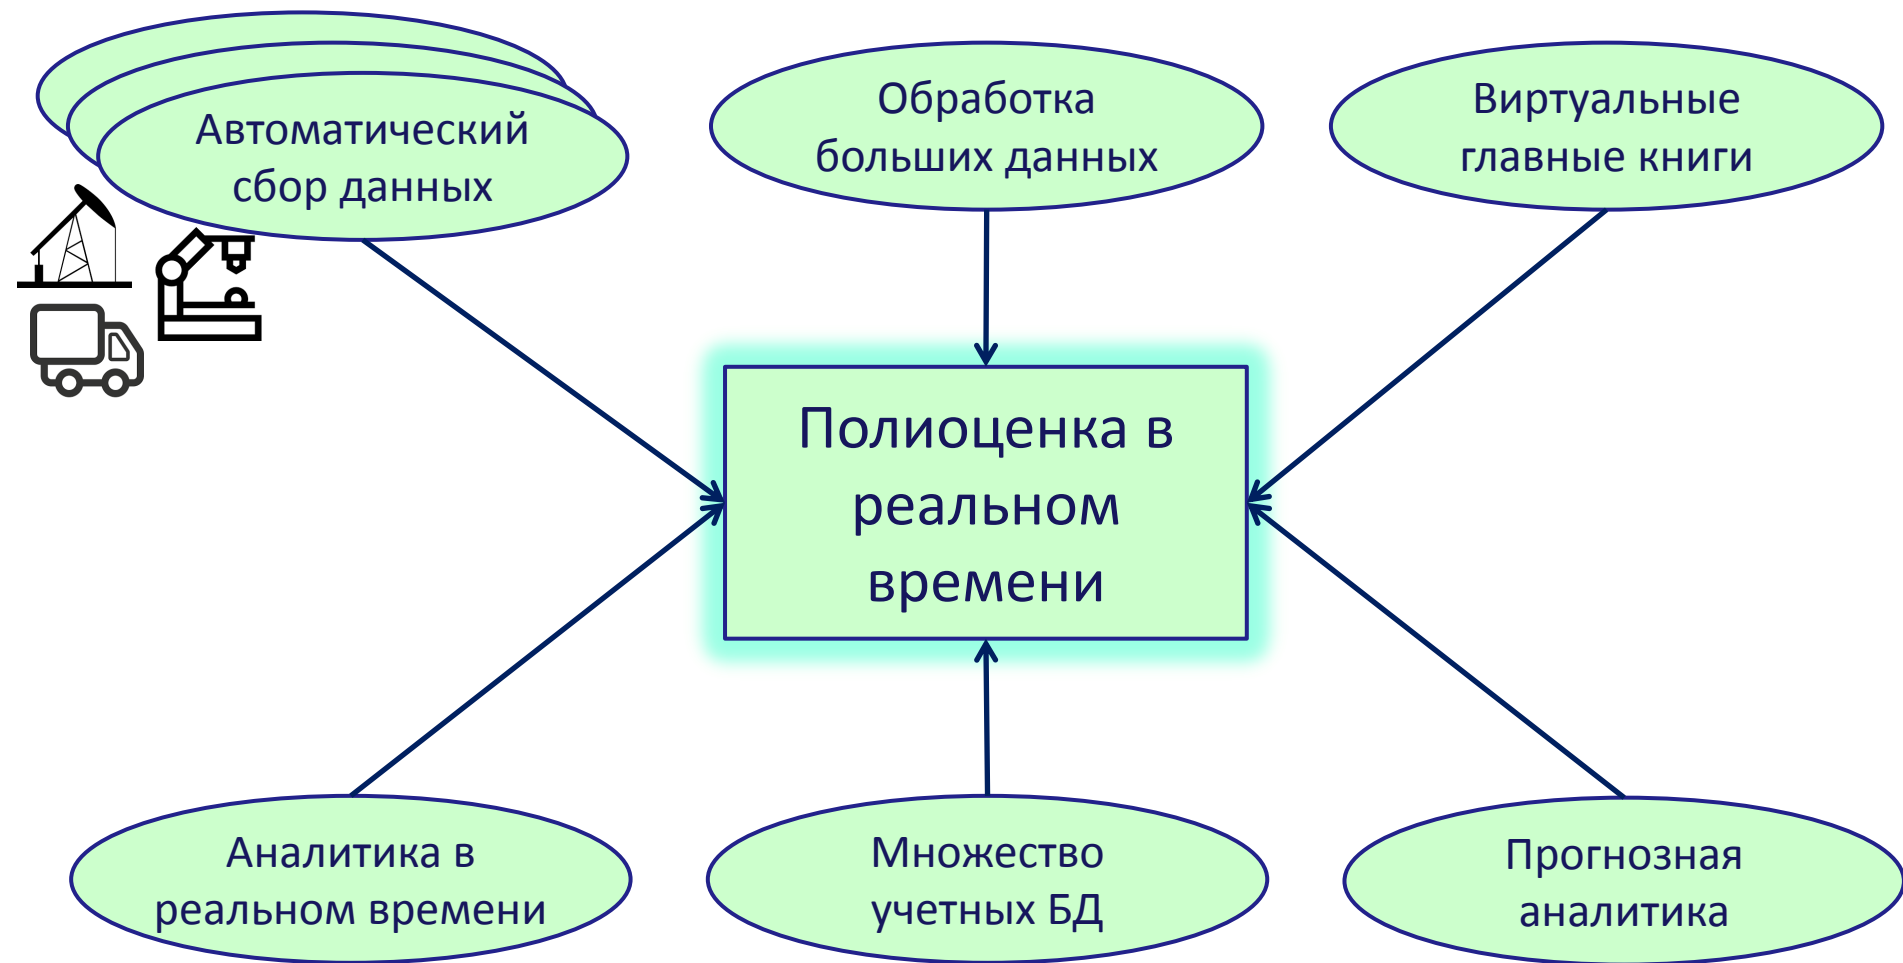 Автоматический
сбор данных
Обработка
больших данных
Виртуальные
главные книги
Полиоценка в
реальном
времени
Аналитика в
реальном времени
Множество
учетных БД
Прогнозная
аналитика